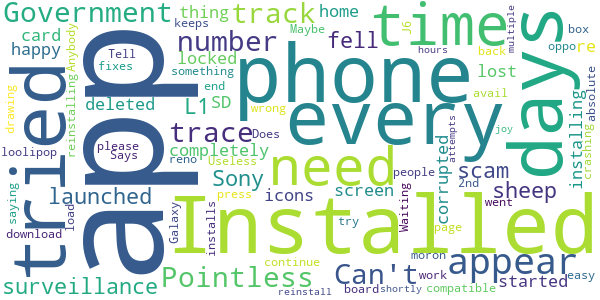 Government
thing
track
home
time
days
card
keeps
number
fell
happy
Anybody
Tell
fixes
locked
something
Maybe
J6
hours
multiple
back
oppo
box
re
lost
avail
absolute
app
tried
phone
every
drawing
reinstalling
deleted
L1
SD
end
wrong
Does
joy
installing
crashing
please
Says
trace
completely
reno
Useless
need
people
scam
2nd
attempts
corrupted
loolipop
Sony
sheep
saying
launched
icons
screen
press
Waiting
went
load
Galaxy
installs
Installed
try
page
download
Pointless
continue
Can't
moron
work
appear
started
easy
surveillance
reinstall
board
shortly
compatible